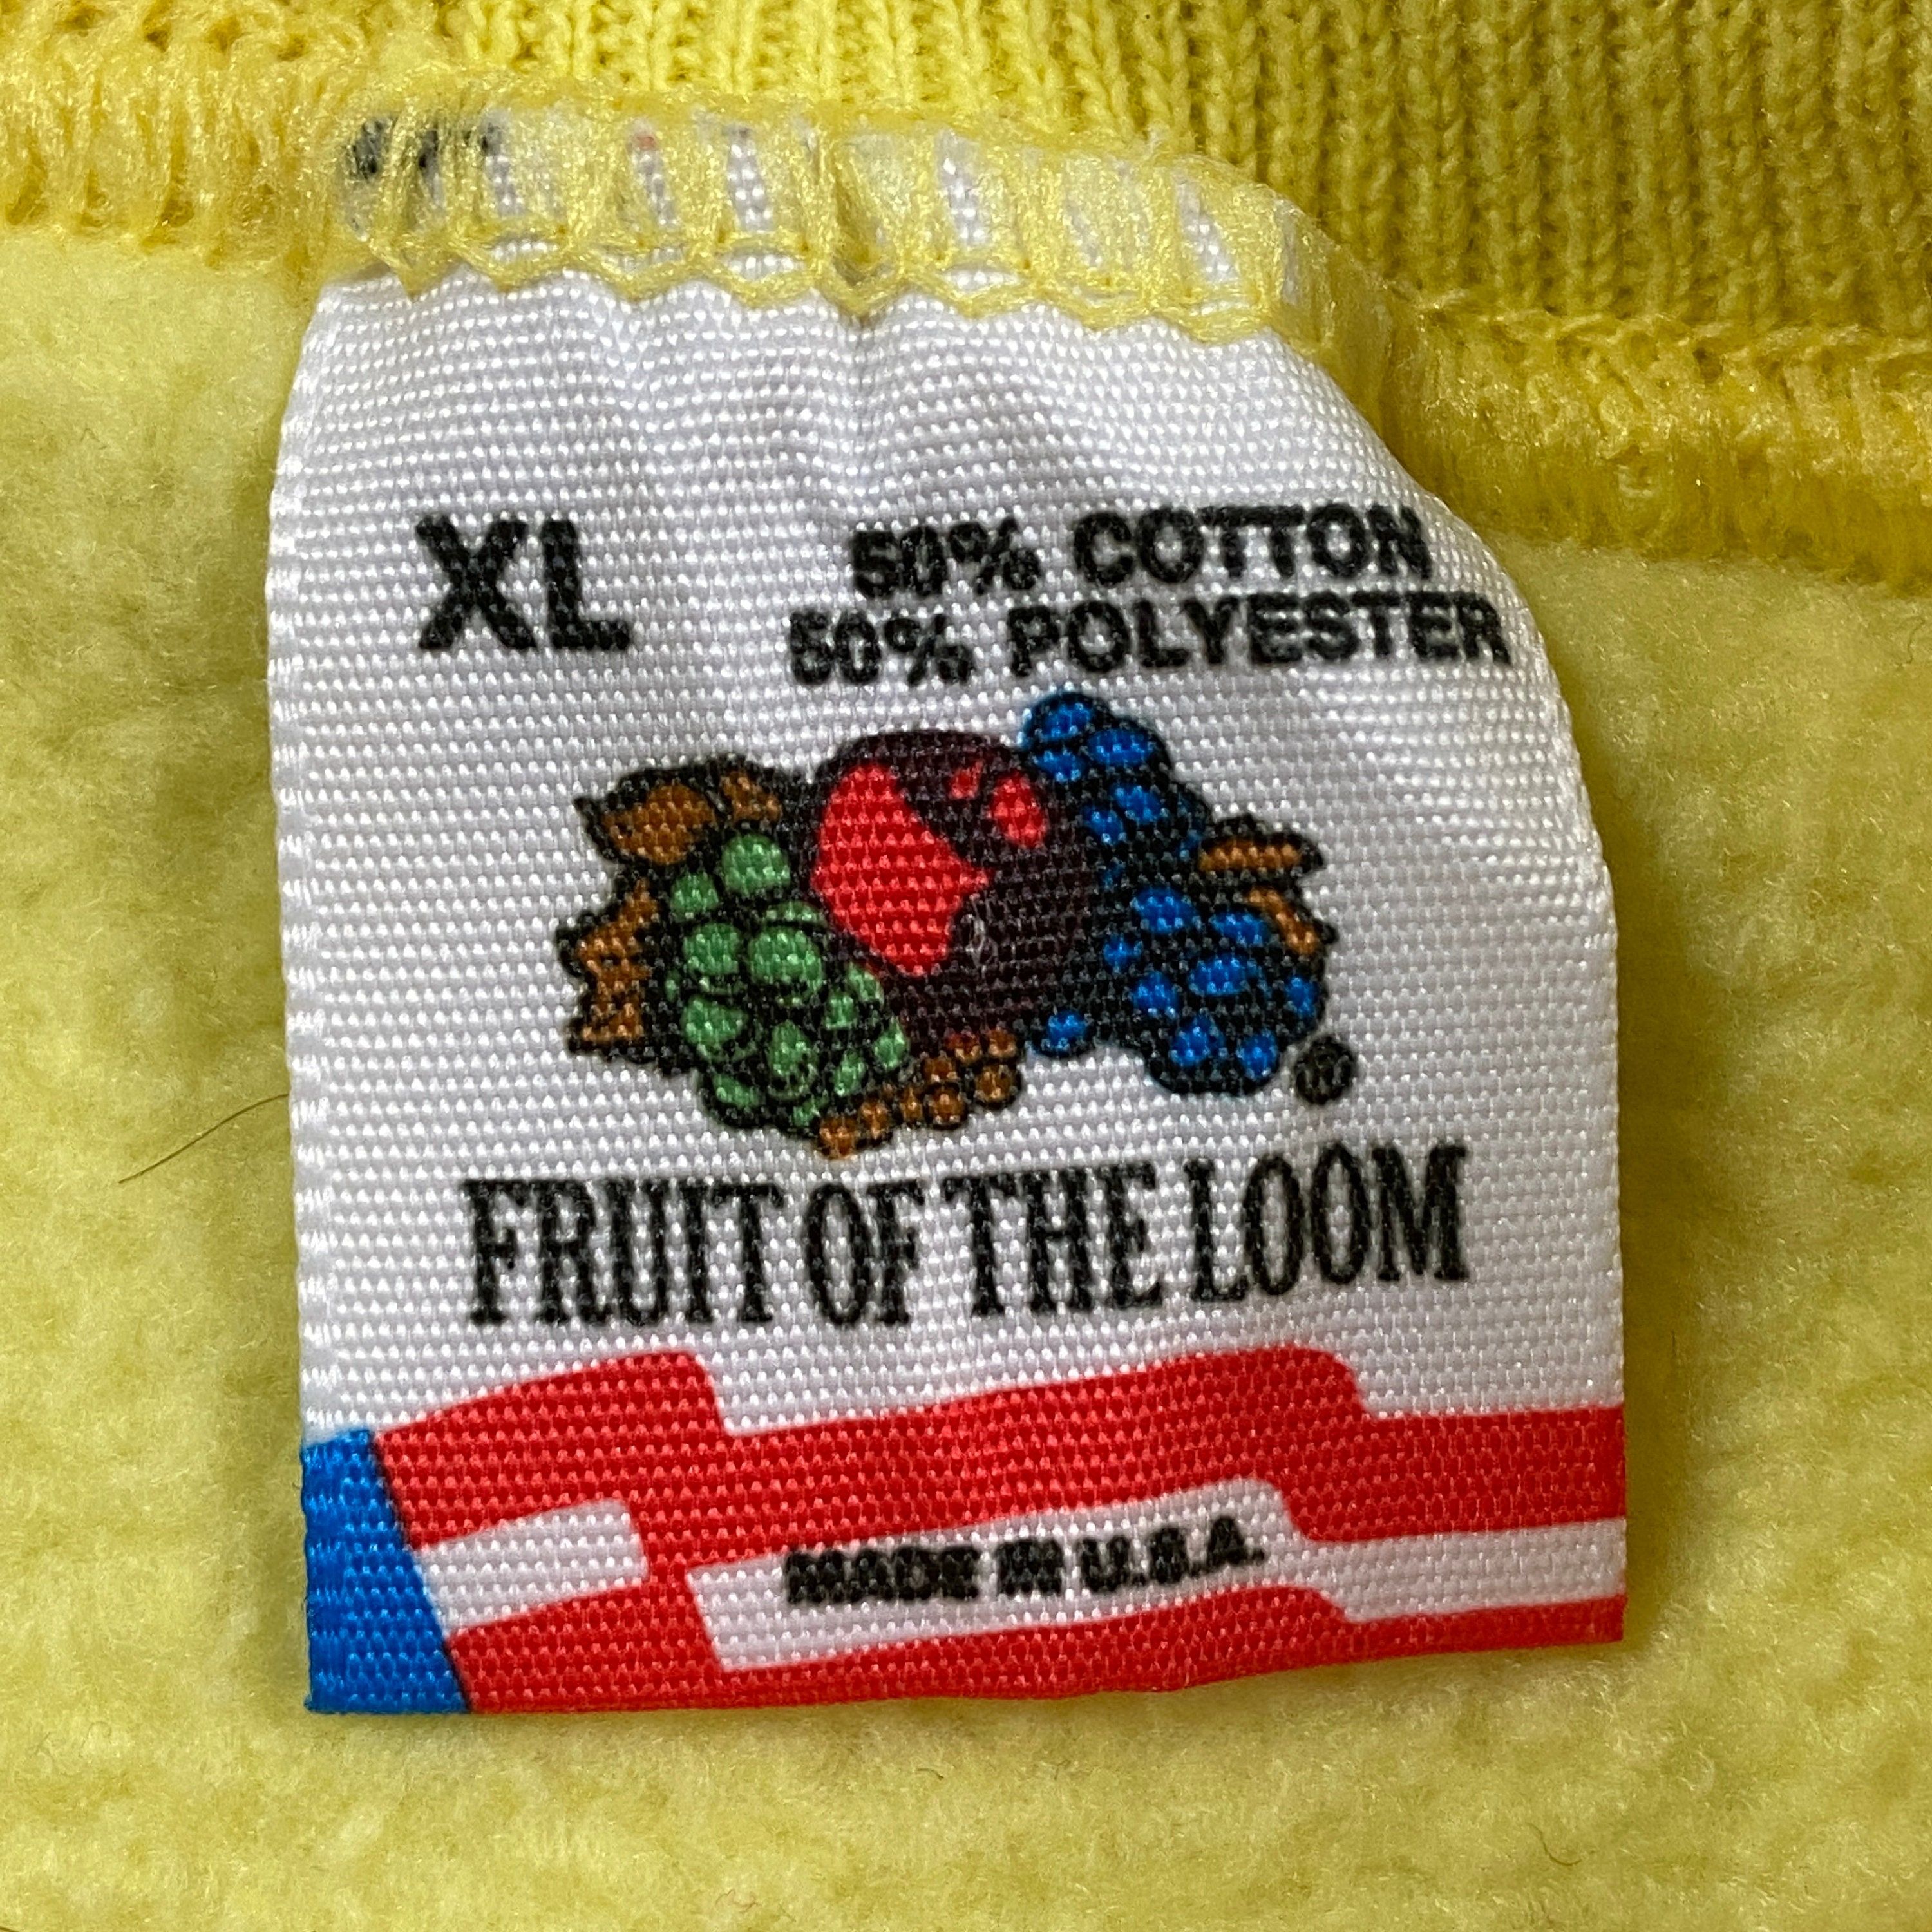 XL
50% COTTON
50% POLYESTER
®
FRUIT OF THE LOOM
MADE IN U.S.A.